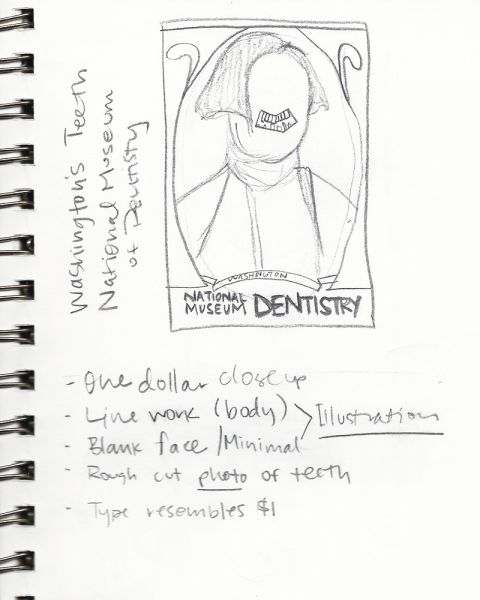 Washington's Teeth
National Museum
of Dentistry
WASHINGTON
NATIONAL
MUSEUM DENTISTRY
- One dollar close up
- Line work (body) > Illustration
- Blank face / Minimal
- Rough cut photo of teeth
- Type resembles $1